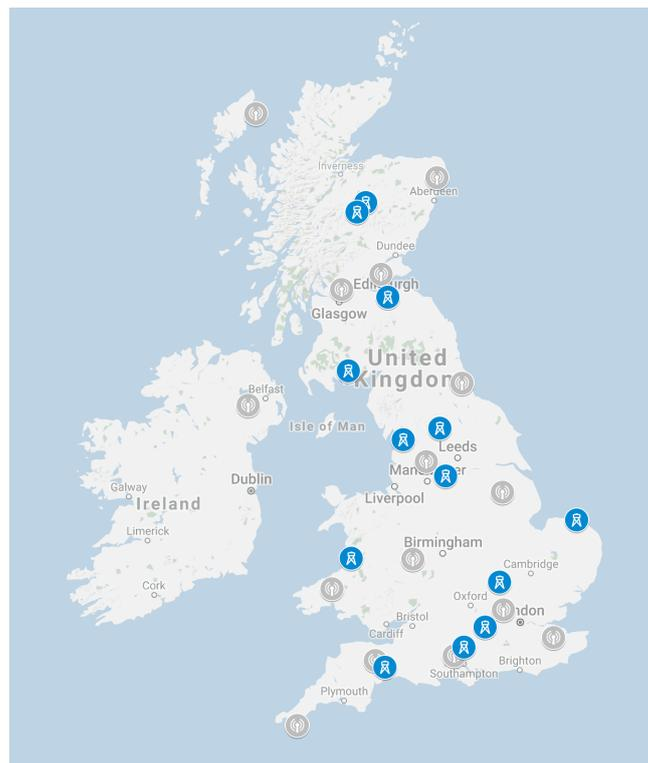 Inverness
Aberdeen
Dundee
Edinburgh
Glasgow
United
Kingdom
Belfast
Isle of Man
Leeds
Manchester
Dublin
Galway
Ireland
Liverpool
Limerick
Birmingham
Cambridge
Cork
Oxford
London
Bristol
Cardiff
Brighton
Southampton
Plymouth